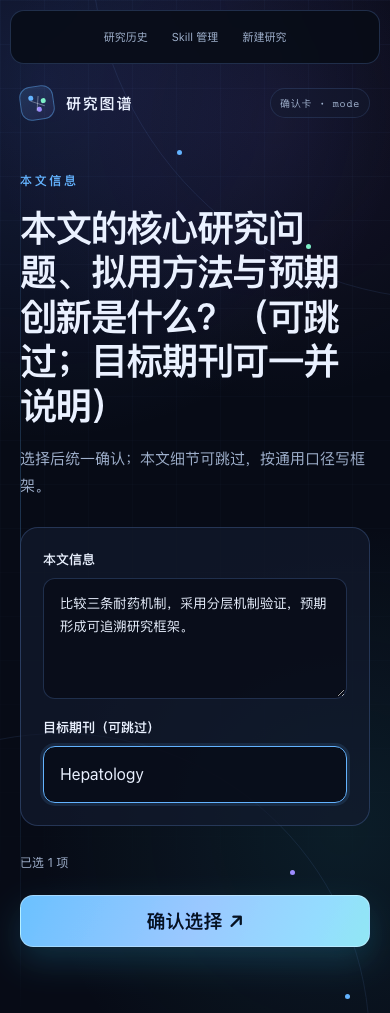 研究历史 Skill 管理 新建研究
研究图谱 确认卡 · mode
本文信息
本文的核心研究问
题、拟用方法与预期
创新是什么？（可跳
过；目标期刊可一并
说明）
选择后统一确认；本文细节可跳过，按通用口径写框
架。
本文信息
比较三条耐药机制，采用分层机制验证，预期
形成可追溯研究框架。
目标期刊（可跳过）
Hepatology
已选 1 项
确认选择 ↗